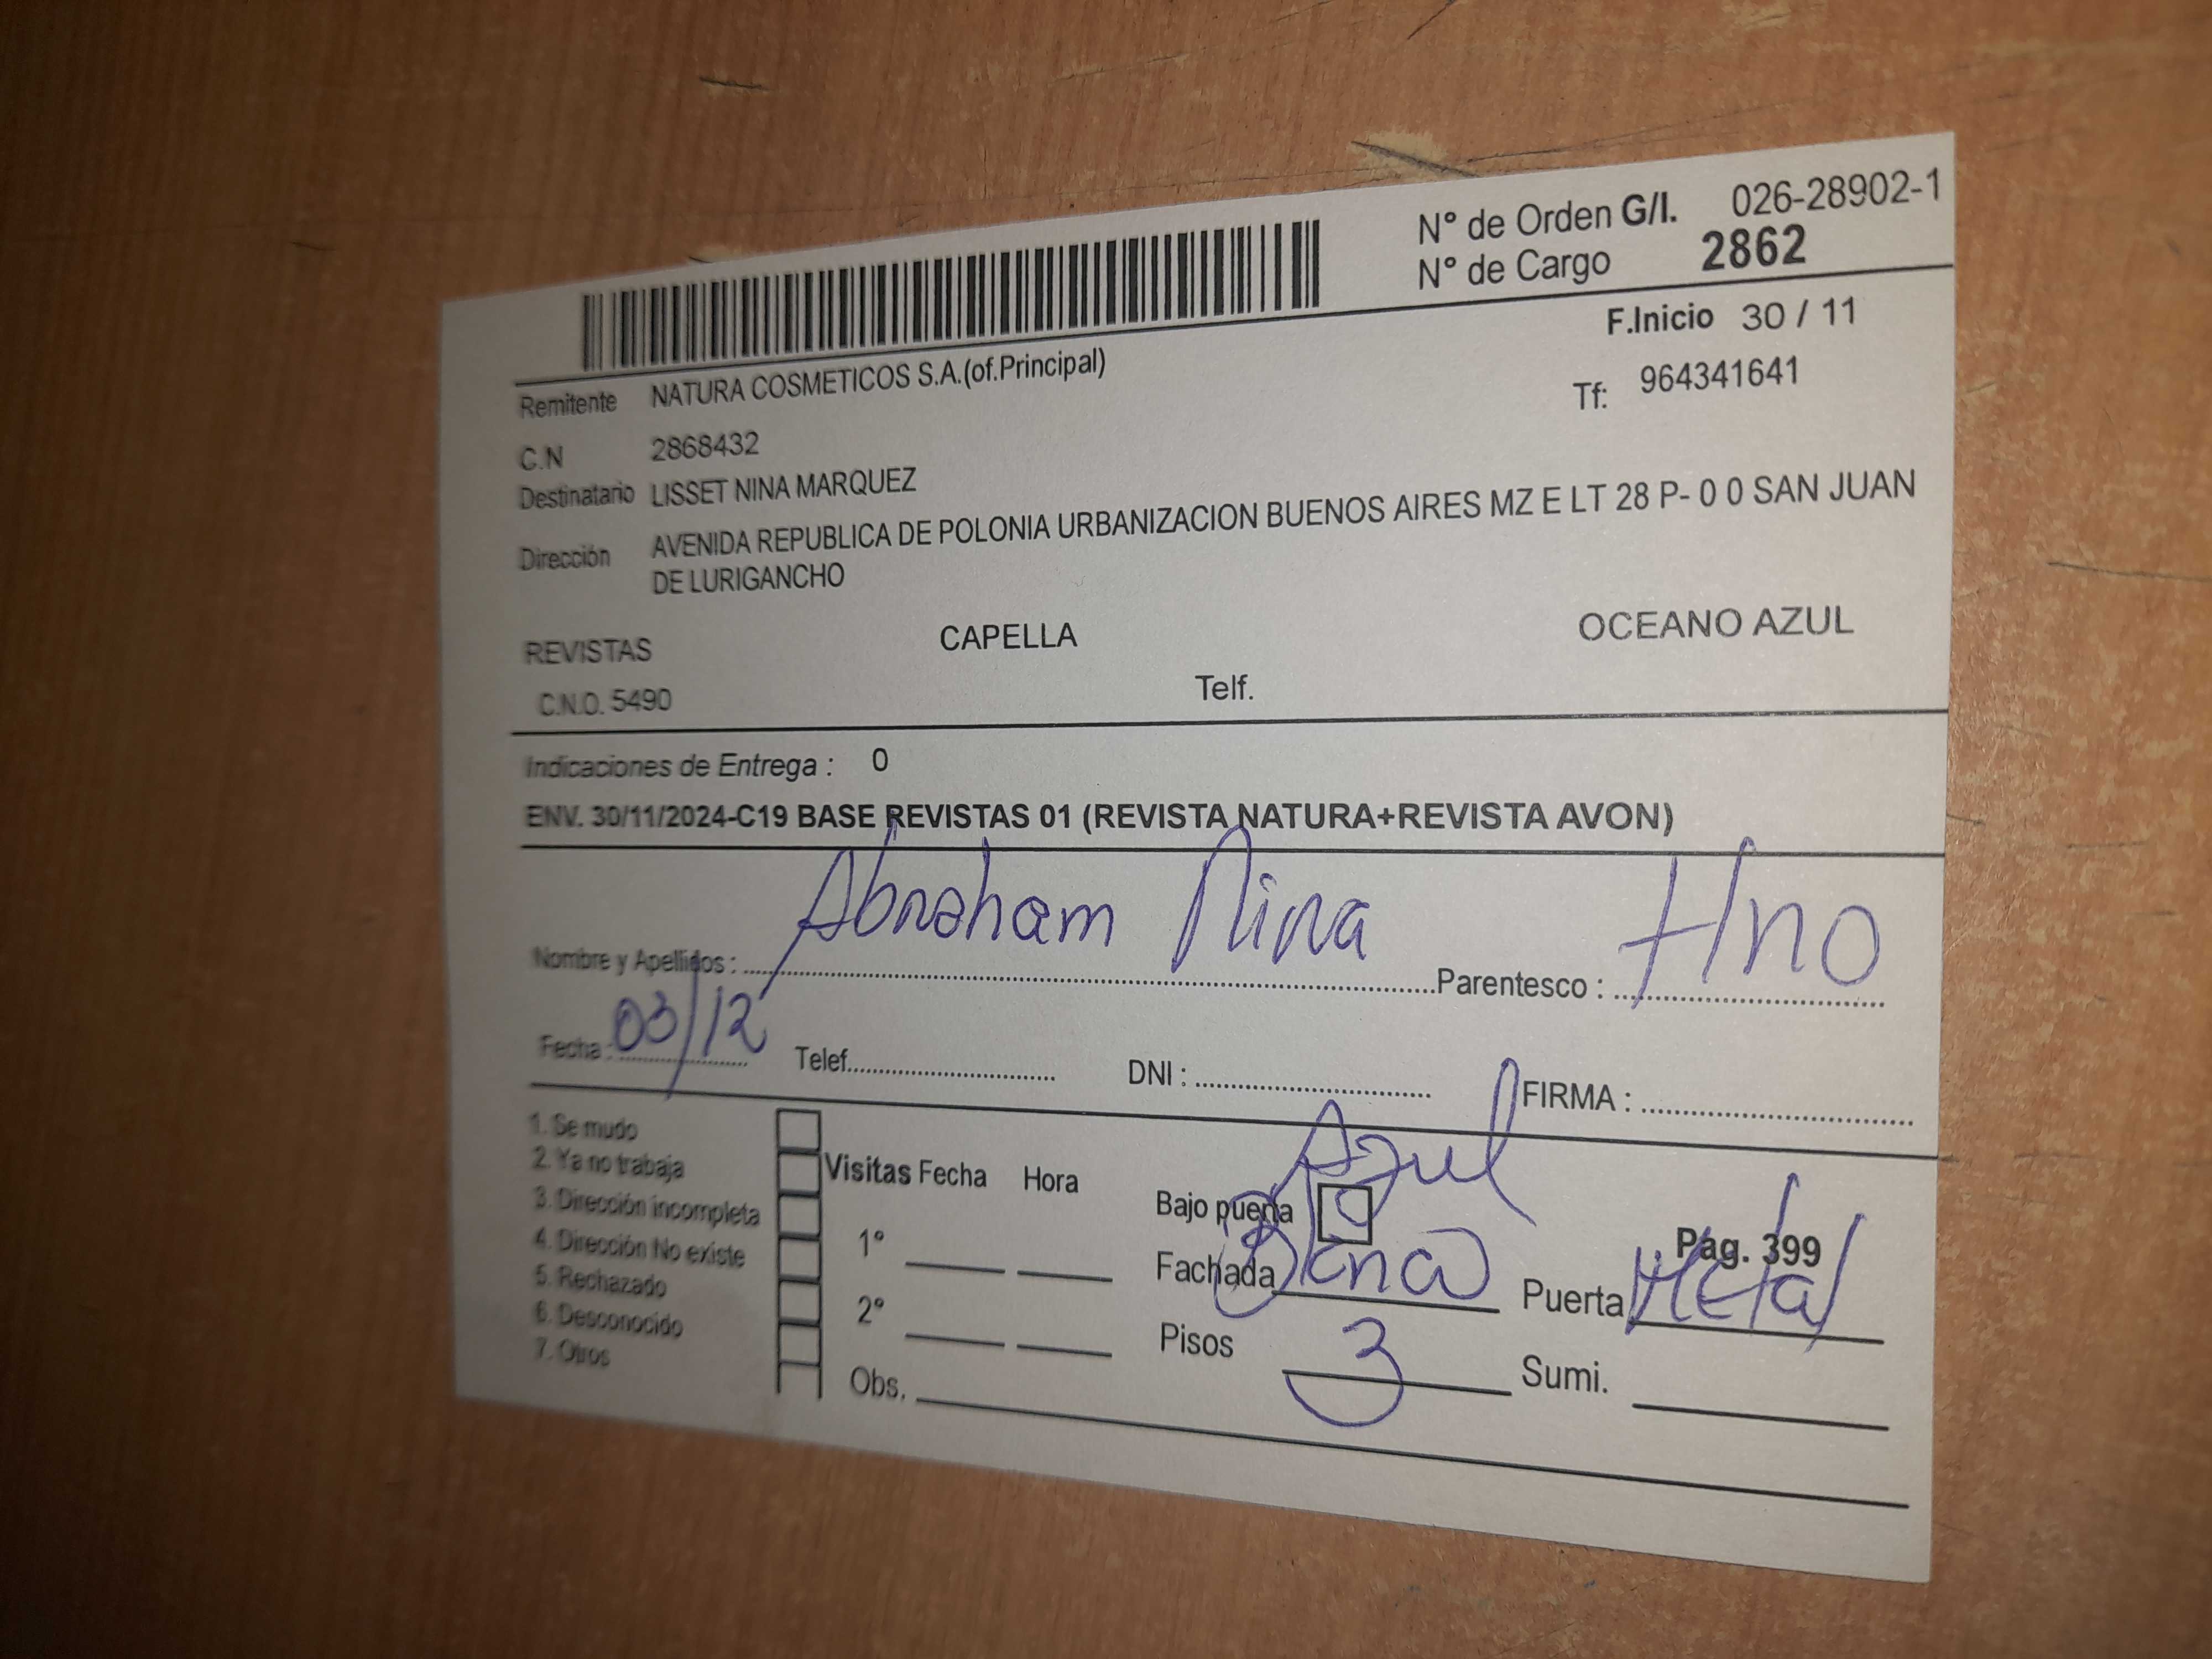 N° de Orden G/I. 026-28902-1
N° de Cargo 2862
F.Inicio 30 / 11
Remitente NATURA COSMETICOS S.A.(of.Principal)
Tf: 964341641
C.N 2868432
Destinatario LISSET NINA MARQUEZ
Dirección AVENIDA REPUBLICA DE POLONIA URBANIZACION BUENOS AIRES MZ E LT 28 P- 0 0 SAN JUAN
DE LURIGANCHO
REVISTAS CAPELLA OCEANO AZUL
C.N.O. 5490 Telf.
Indicaciones de Entrega : 0
ENV. 30/11/2024-C19 BASE REVISTAS 01 (REVISTA NATURA+REVISTA AVON)
Nombre y Apellidos : Abraham Nina Parentesco : Hno
Fecha : 03/12 Telef. DNI : FIRMA :
1. Se mudo
2. Ya no trabaja
3. Dirección incompleta
4. Dirección No existe
5. Rechazado
6. Desconocido
7. Otros
Visitas Fecha Hora
1°
2°
Obs.
Azul
Bajo puerta
Pág. 399
Fachada Blanca Puerta Metal
Pisos 3 Sumi.